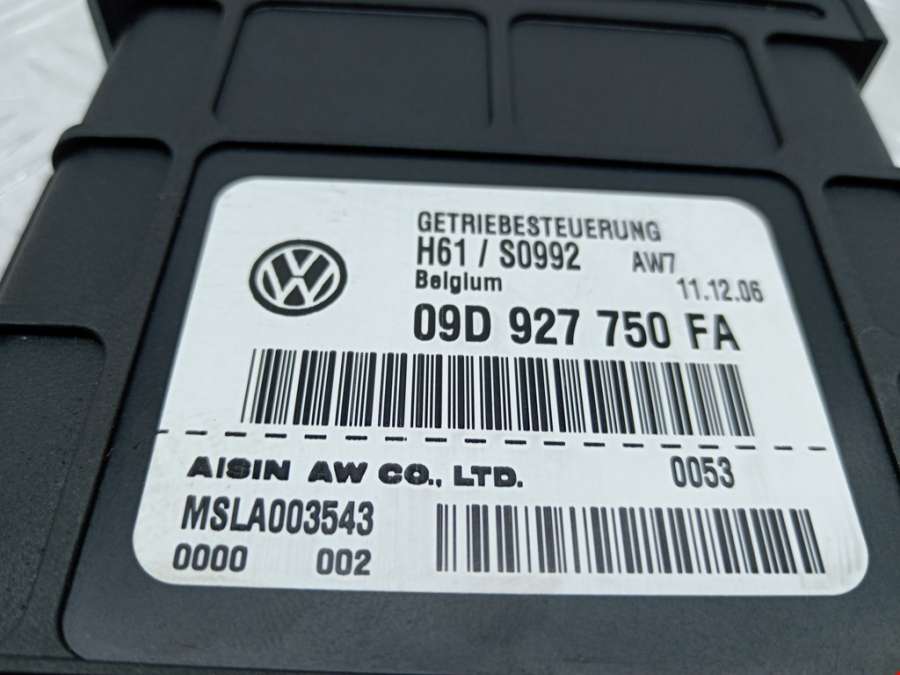 GETRIEBESTEUERUNG
H61 / S0992 AW7
Belgium 11.12.06
09D 927 750 FA
AISIN AW CO., LTD. 0053
MSLA003543
0000 002